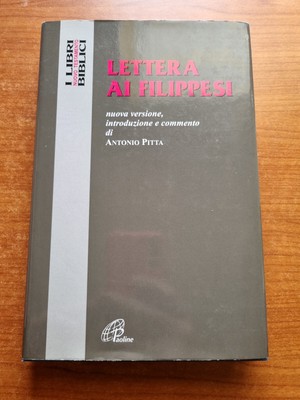 I LIBRI
BIBLICI
LETTERA
AI FILIPPESI
nuova versione,
introduzione e commento
di
ANTONIO PITTA
Paoline